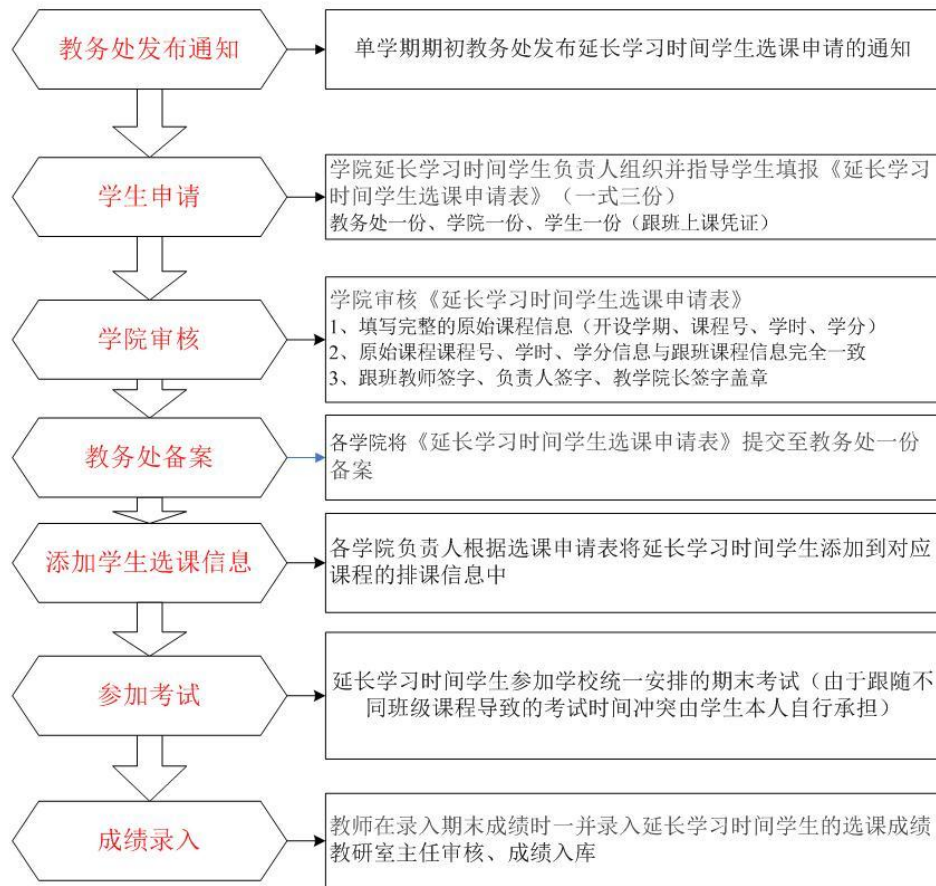 教务处发布通知
单学期期初教务处发布延长学习时间学生选课申请的通知
学生申请
学院延长学习时间学生负责人组织并指导学生填报《延长学习
时间学生选课申请表》（一式三份）
教务处一份、学院一份、学生一份（跟班上课凭证）
学院审核
学院审核《延长学习时间学生选课申请表》
1、填写完整的原始课程信息（开设学期、课程号、学时、学分）
2、原始课程课程号、学时、学分信息与跟班课程信息完全一致
3、跟班教师签字、负责人签字、教学院长签字盖章
教务处备案
各学院将《延长学习时间学生选课申请表》提交至教务处一份
备案
添加学生选课信息
各学院负责人根据选课申请表将延长学习时间学生添加到对应
课程的排课信息中
参加考试
延长学习时间学生参加学校统一安排的期末考试（由于跟随不
同班级课程导致的考试时间冲突由学生本人自行承担）
成绩录入
教师在录入期末成绩时一并录入延长学习时间学生的选课成绩
教研室主任审核、成绩入库